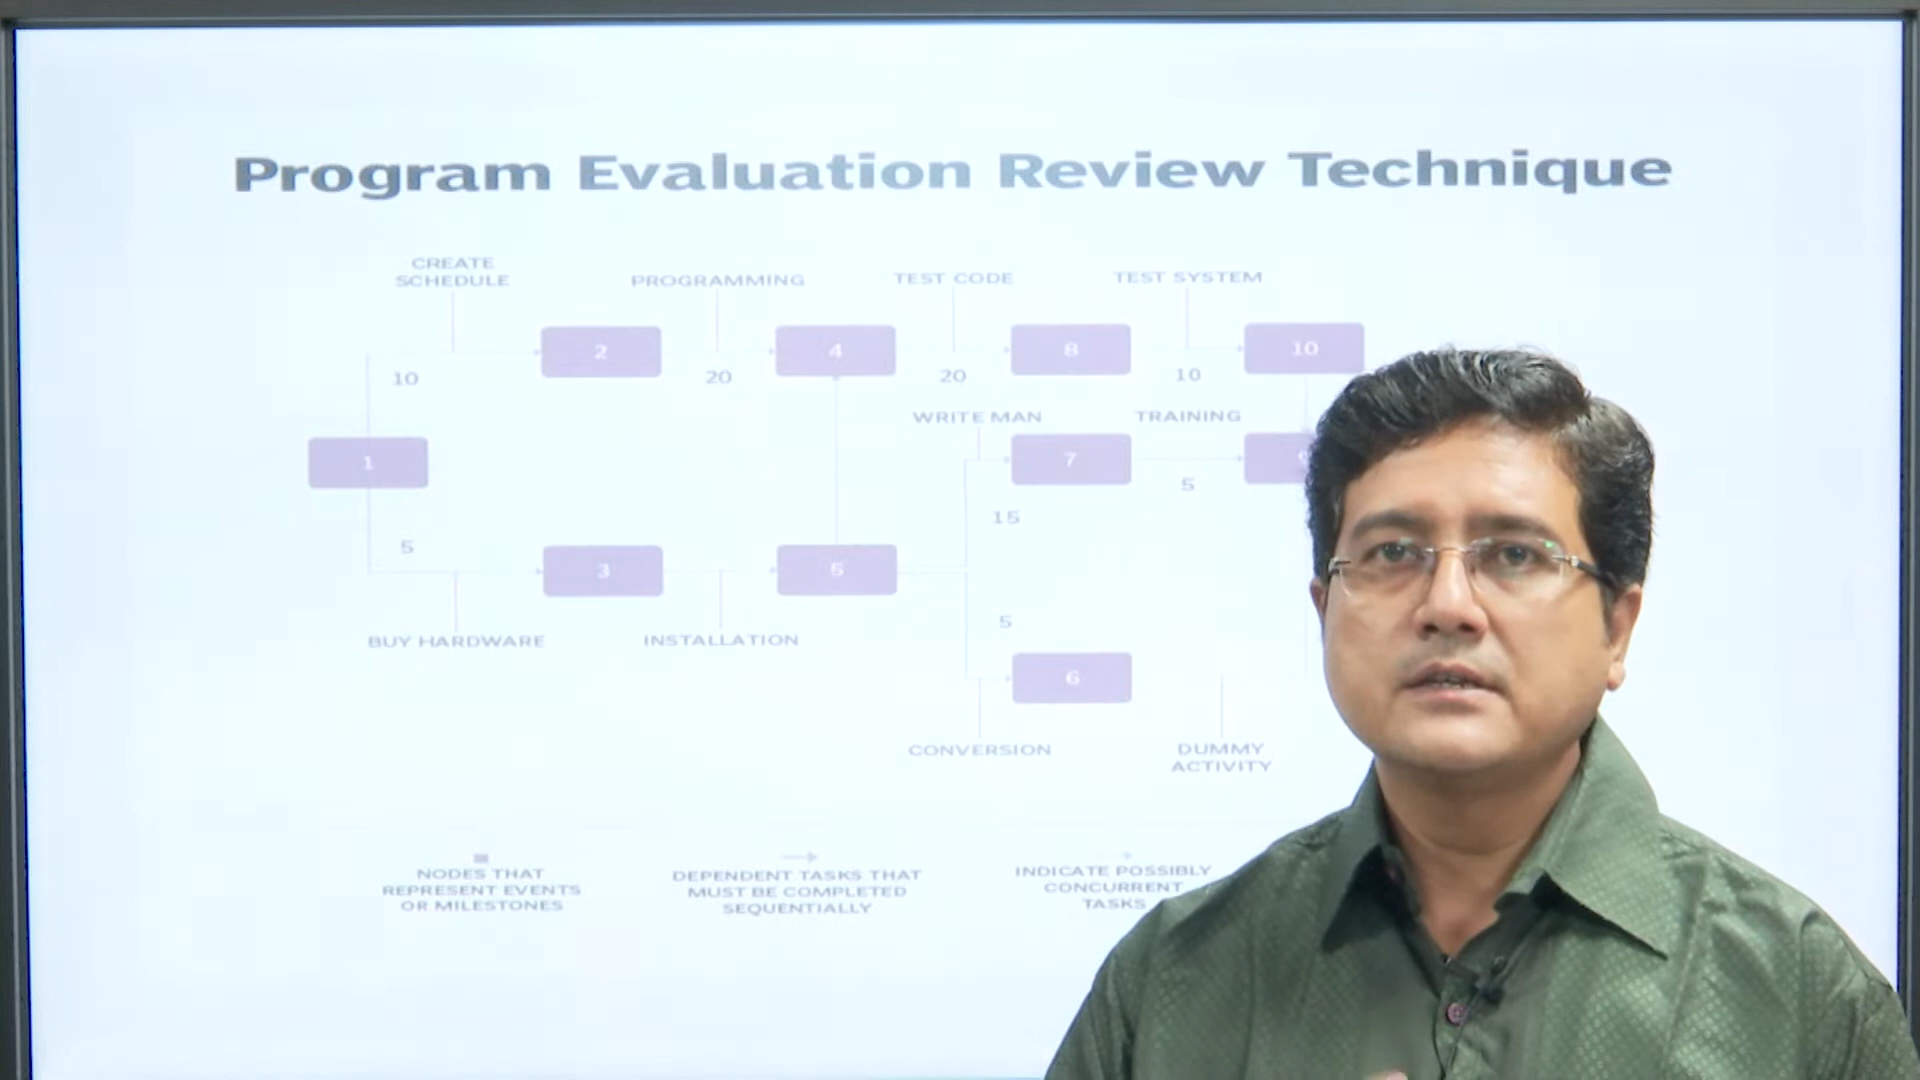 Program Evaluation Review Technique
CREATE
SCHEDULE
PROGRAMMING
TEST CODE
TEST SYSTEM
2
4
8
10
10
20
20
10
WRITE MAN
TRAINING
1
7
5
15
5
3
5
5
6
BUY HARDWARE
INSTALLATION
CONVERSION
DUMMY
ACTIVITY
NODES THAT
REPRESENT EVENTS
OR MILESTONES
DEPENDENT TASKS THAT
MUST BE COMPLETED
SEQUENTIALLY
INDICATE POSSIBLY
CONCURRENT
TASKS